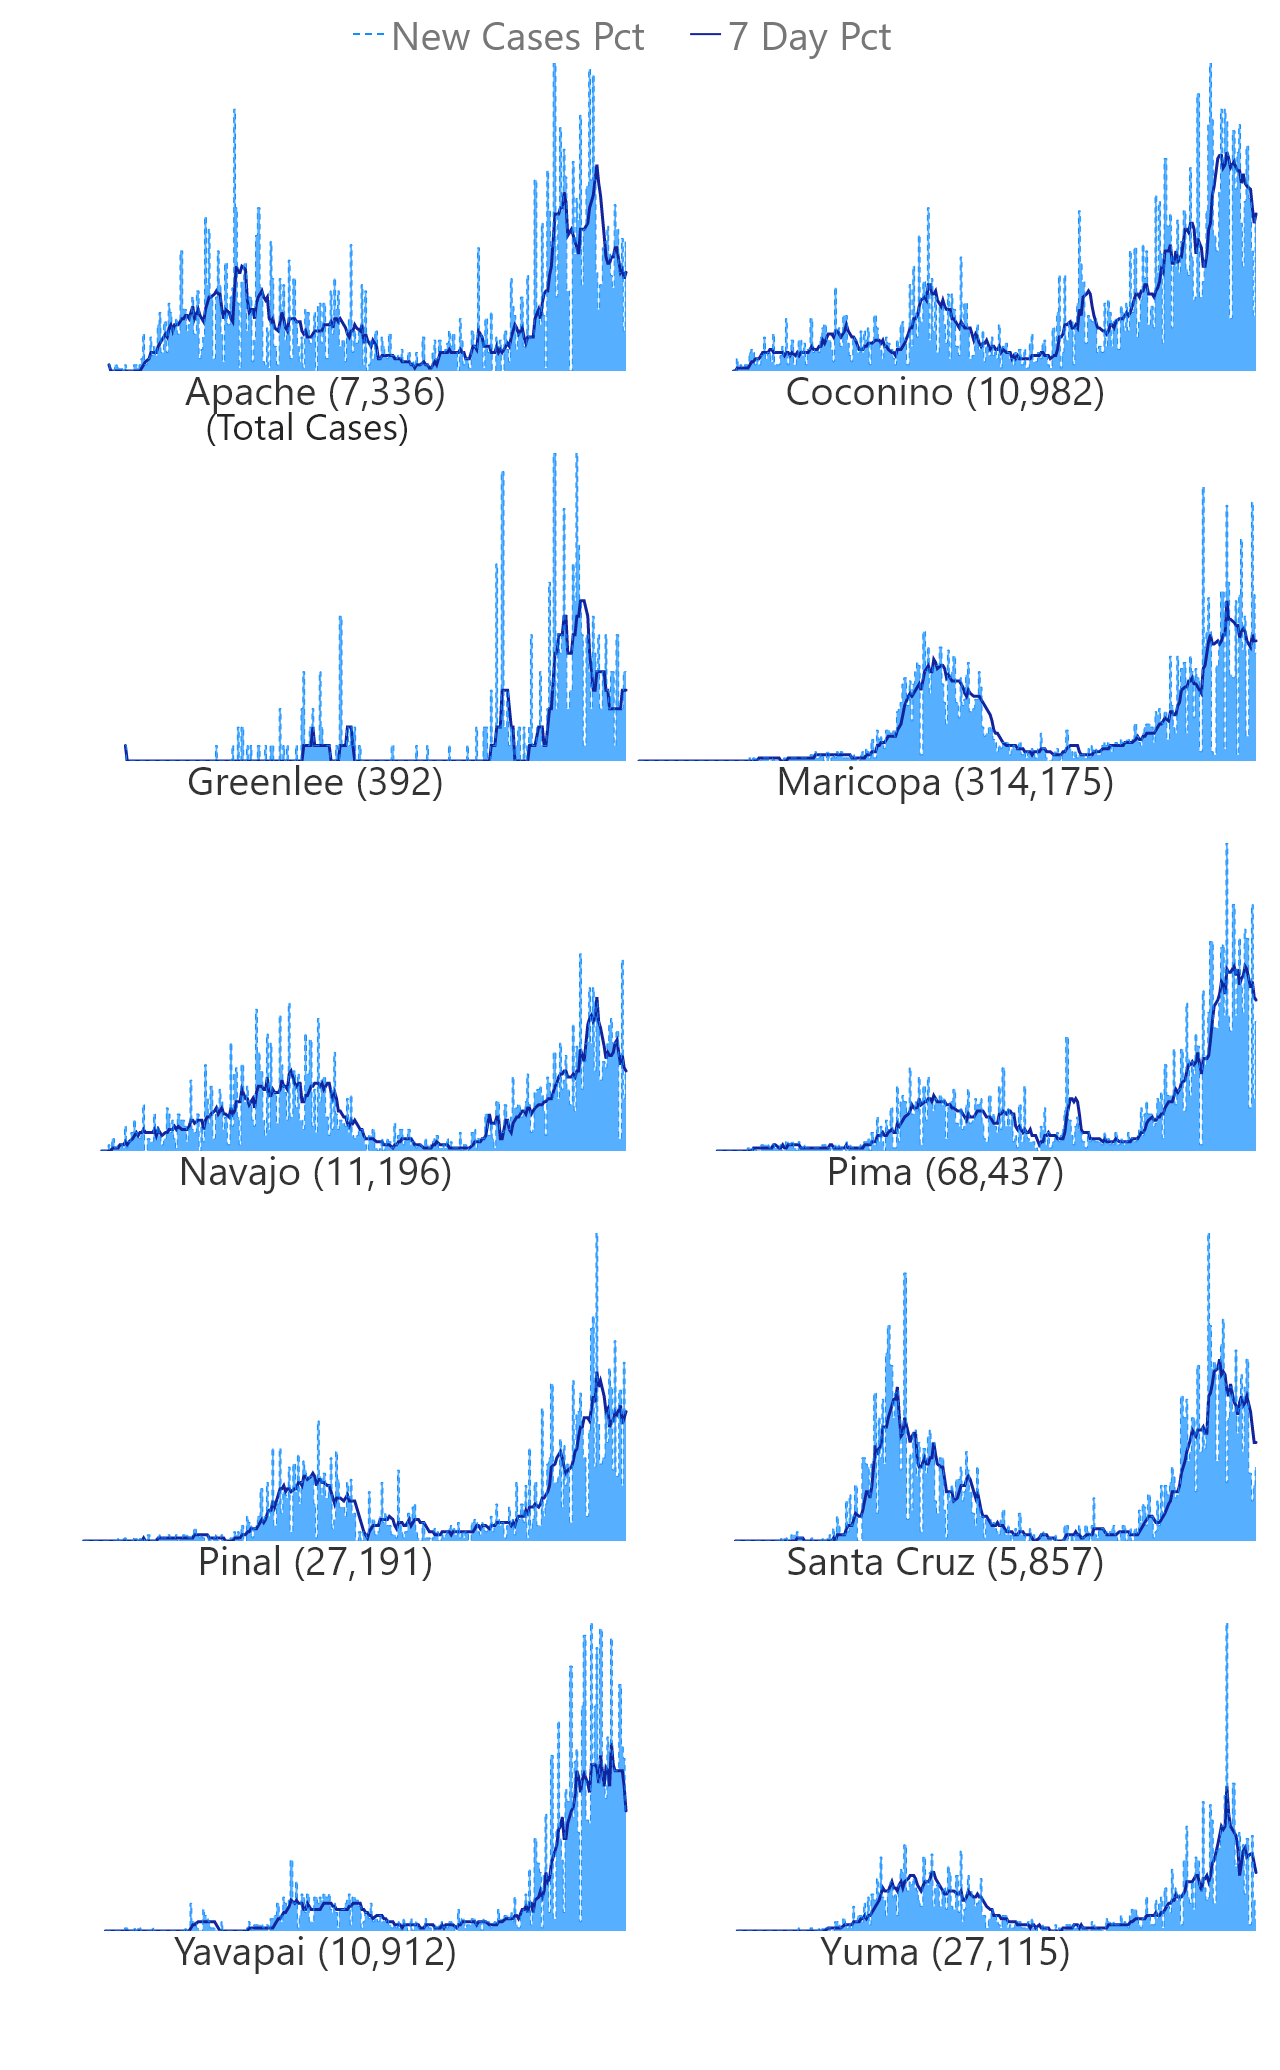 New Cases Pct 7 Day Pct
Apache (7,336) Coconino (10,982)
(Total Cases)
Greenlee (392) Maricopa (314,175)
Navajo (11,196) Pima (68,437)
Pinal (27,191) Santa Cruz (5,857)
Yavapai (10,912) Yuma (27,115)